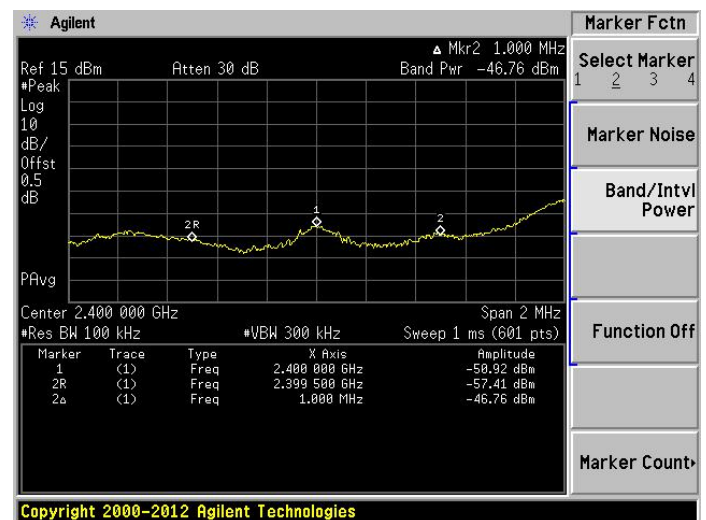 Agilent
Marker Fctn
Δ Mkr2 1.000 MHz
Ref 15 dBm Atten 30 dB Band Pwr -46.76 dBm
#Peak
Log
10
dB/
Offst
0.5
dB
1
2R
2
PAvg
Center 2.400 000 GHz Span 2 MHz
#Res BW 100 kHz #VBW 300 kHz Sweep 1 ms (601 pts)
Marker Trace Type X Axis Amplitude
1 (1) Freq 2.400 000 GHz -50.92 dBm
2R (1) Freq 2.399 500 GHz -57.41 dBm
2Δ (1) Freq 1.000 MHz -46.76 dBm
Select Marker
1 2 3 4
Marker Noise
Band/Intvl
Power
Function Off
Marker Count
Copyright 2000-2012 Agilent Technologies